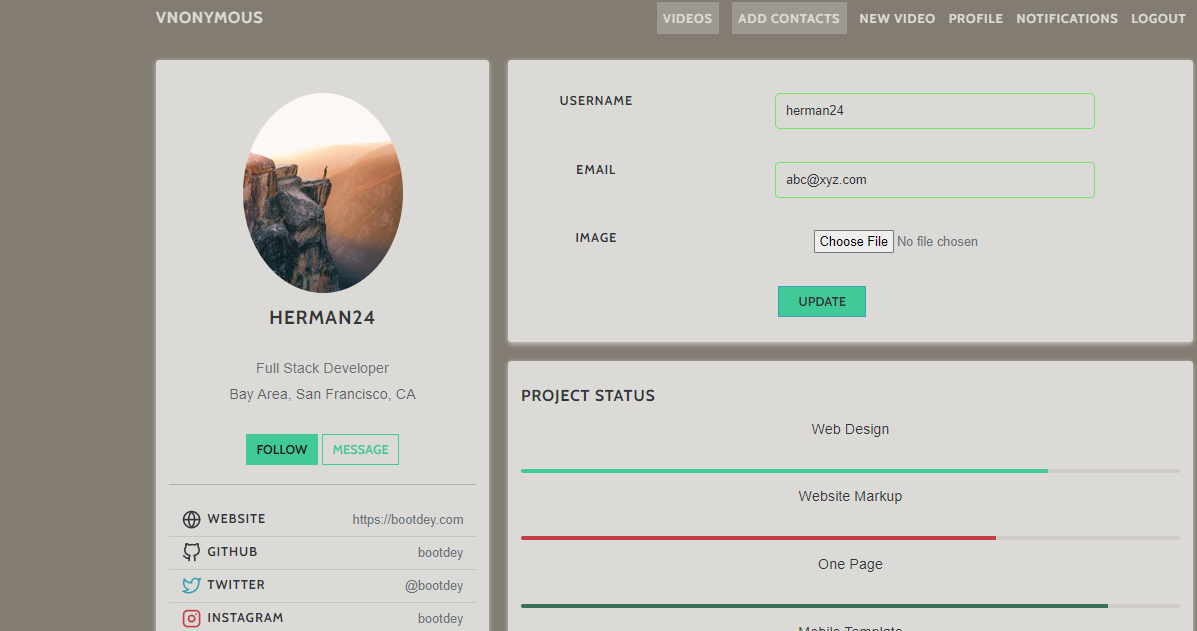 VNONYMOUS
VIDEOS ADD CONTACTS NEW VIDEO PROFILE NOTIFICATIONS LOGOUT
HERMAN24
Full Stack Developer
Bay Area, San Francisco, CA
FOLLOW MESSAGE
WEBSITE https://bootdey.com
GITHUB bootdey
TWITTER @bootdey
INSTAGRAM bootdey
USERNAME herman24
EMAIL abc@xyz.com
IMAGE Choose File No file chosen
UPDATE
PROJECT STATUS
Web Design
Website Markup
One Page
Mobile Template